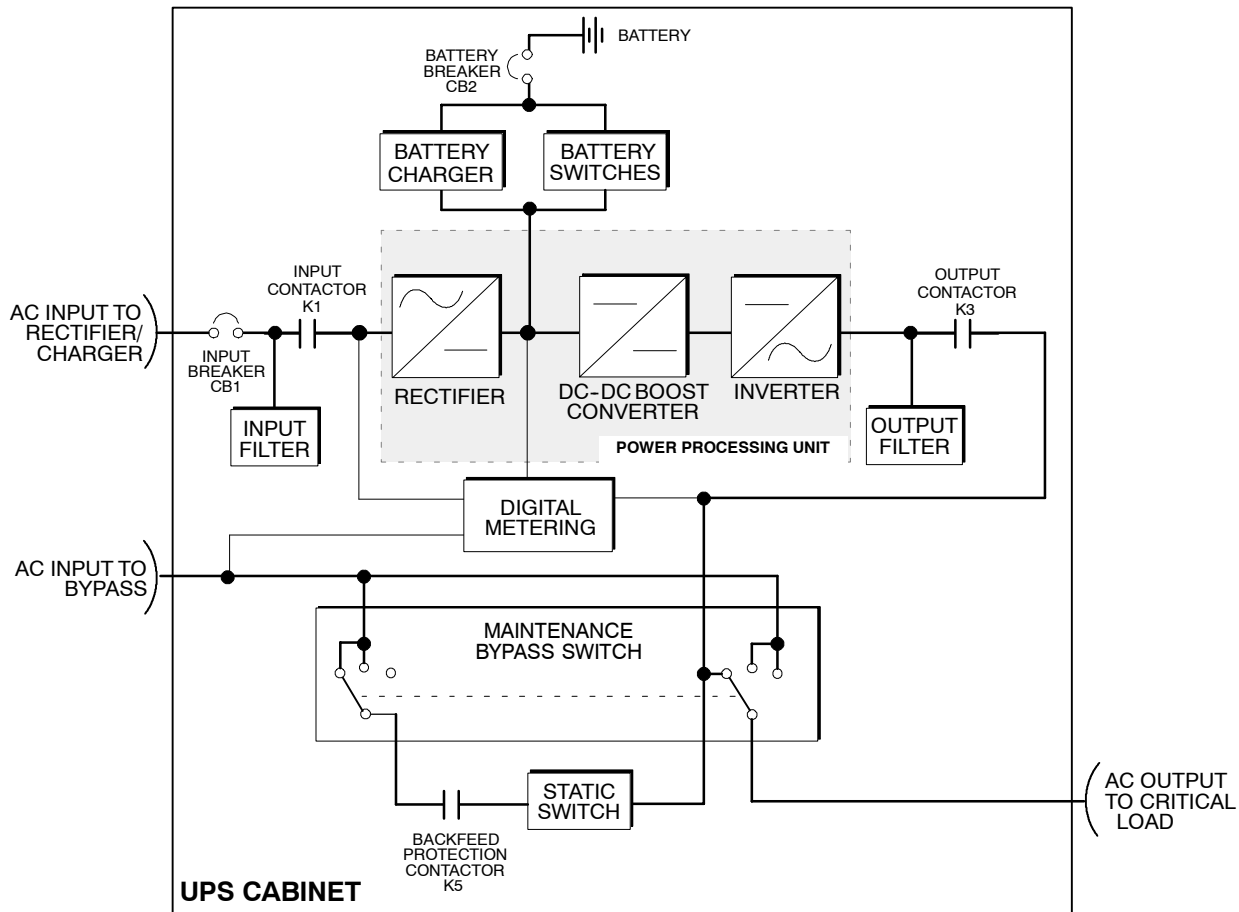 BATTERY
BATTERY
BREAKER
CB2
BATTERY
CHARGER
BATTERY
SWITCHES
INPUT
CONTACTOR
K1
OUTPUT
CONTACTOR
K3
AC INPUT TO
RECTIFIER/
CHARGER
INPUT
BREAKER
CB1
RECTIFIER
DC-DC BOOST
CONVERTER
INVERTER
INPUT
FILTER
POWER PROCESSING UNIT
OUTPUT
FILTER
DIGITAL
METERING
AC INPUT TO
BYPASS
MAINTENANCE
BYPASS SWITCH
STATIC
SWITCH
AC OUTPUT
TO CRITICAL
LOAD
BACKFEED
PROTECTION
CONTACTOR
K5
UPS CABINET